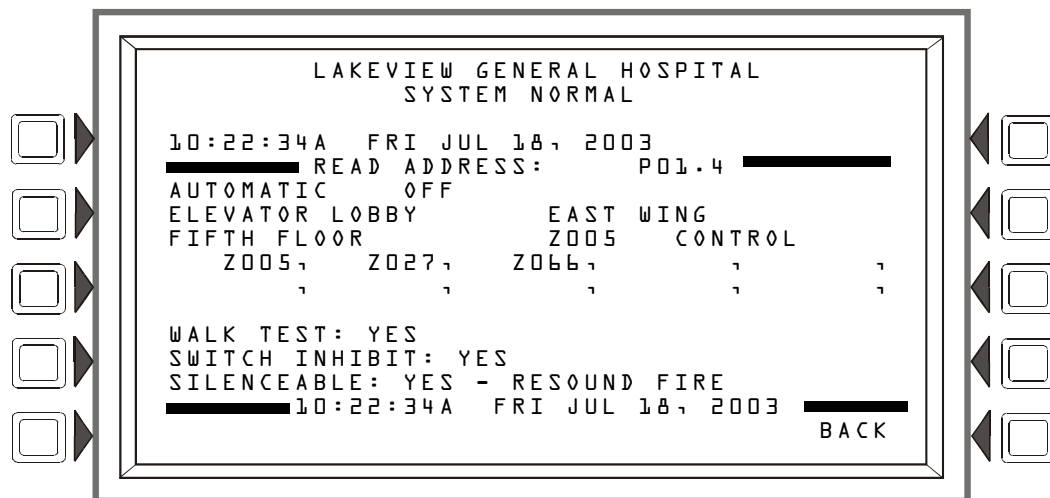 LAKEVIEW GENERAL HOSPITAL
SYSTEM NORMAL
10:22:34A FRI JUL 18, 2003
READ ADDRESS: P01.4
AUTOMATIC OFF
ELEVATOR LOBBY EAST WING
FIFTH FLOOR Z005 CONTROL
Z005, Z027, Z066, , ,
, , , , ,
WALK TEST: YES
SWITCH INHIBIT: YES
SILENCEABLE: YES - RESOUND FIRE
10:22:34A FRI JUL 18, 2003
BACK